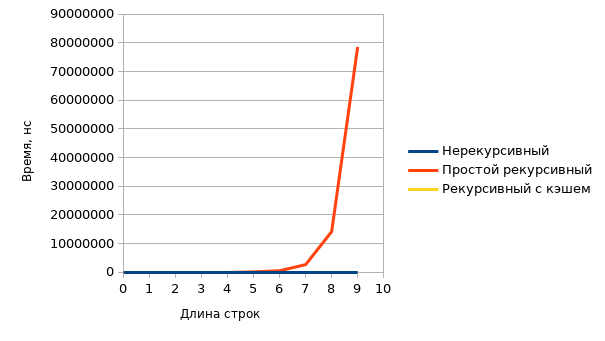 90000000
80000000
70000000
60000000
50000000
40000000
30000000
20000000
10000000
0
Время, нс
0 1 2 3 4 5 6 7 8 9 10
Длина строк
Нерекурсивный
Простой рекурсивный
Рекурсивный с кэшем